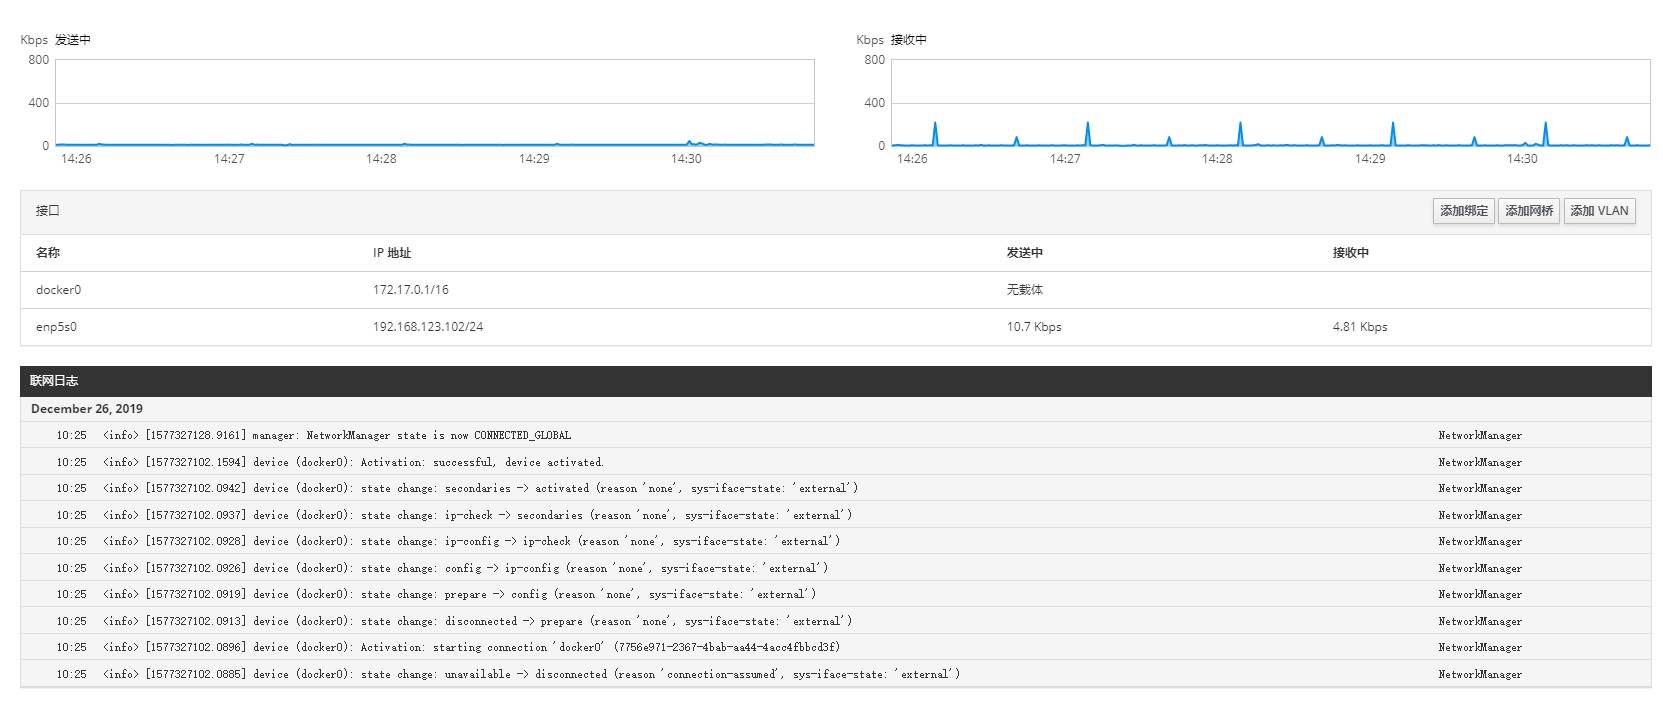 Kbps 发送中
800
400
0
14:26 14:27 14:28 14:29 14:30
Kbps 接收中
800
400
0
14:26 14:27 14:28 14:29 14:30
接口 添加绑定 添加网桥 添加 VLAN
名称 IP 地址 发送中 接收中
docker0 172.17.0.1/16 无载体
enp5s0 192.168.123.102/24 10.7 Kbps 4.81 Kbps
联网日志
December 26, 2019
10:25 <info> [1577327128.9161] manager: NetworkManager state is now CONNECTED_GLOBAL NetworkManager
10:25 <info> [1577327102.1594] device (docker0): Activation: successful, device activated. NetworkManager
10:25 <info> [1577327102.0942] device (docker0): state change: secondaries -> activated (reason 'none', sys-iface-state: 'external') NetworkManager
10:25 <info> [1577327102.0937] device (docker0): state change: ip-check -> secondaries (reason 'none', sys-iface-state: 'external') NetworkManager
10:25 <info> [1577327102.0928] device (docker0): state change: ip-config -> ip-check (reason 'none', sys-iface-state: 'external') NetworkManager
10:25 <info> [1577327102.0926] device (docker0): state change: config -> ip-config (reason 'none', sys-iface-state: 'external') NetworkManager
10:25 <info> [1577327102.0919] device (docker0): state change: prepare -> config (reason 'none', sys-iface-state: 'external') NetworkManager
10:25 <info> [1577327102.0913] device (docker0): state change: disconnected -> prepare (reason 'none', sys-iface-state: 'external') NetworkManager
10:25 <info> [1577327102.0896] device (docker0): Activation: starting connection 'docker0' (7756e971-2367-4bab-aa44-4acc4fbbcd3f) NetworkManager
10:25 <info> [1577327102.0885] device (docker0): state change: unavailable -> disconnected (reason 'connection-assumed', sys-iface-state: 'external') NetworkManager